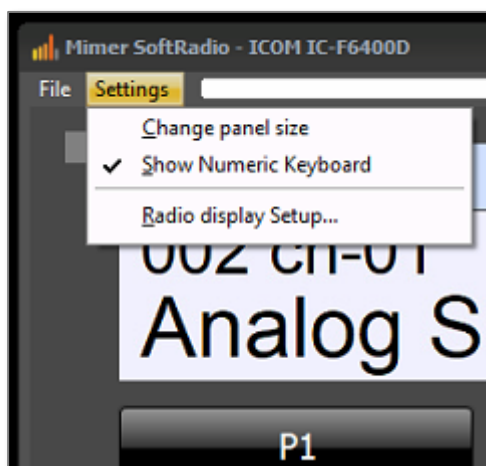 Mimer SoftRadio - ICOM IC-F6400D
File Settings
Change panel size
Show Numeric Keyboard
Radio display Setup...
002 ch-01
Analog S
P1